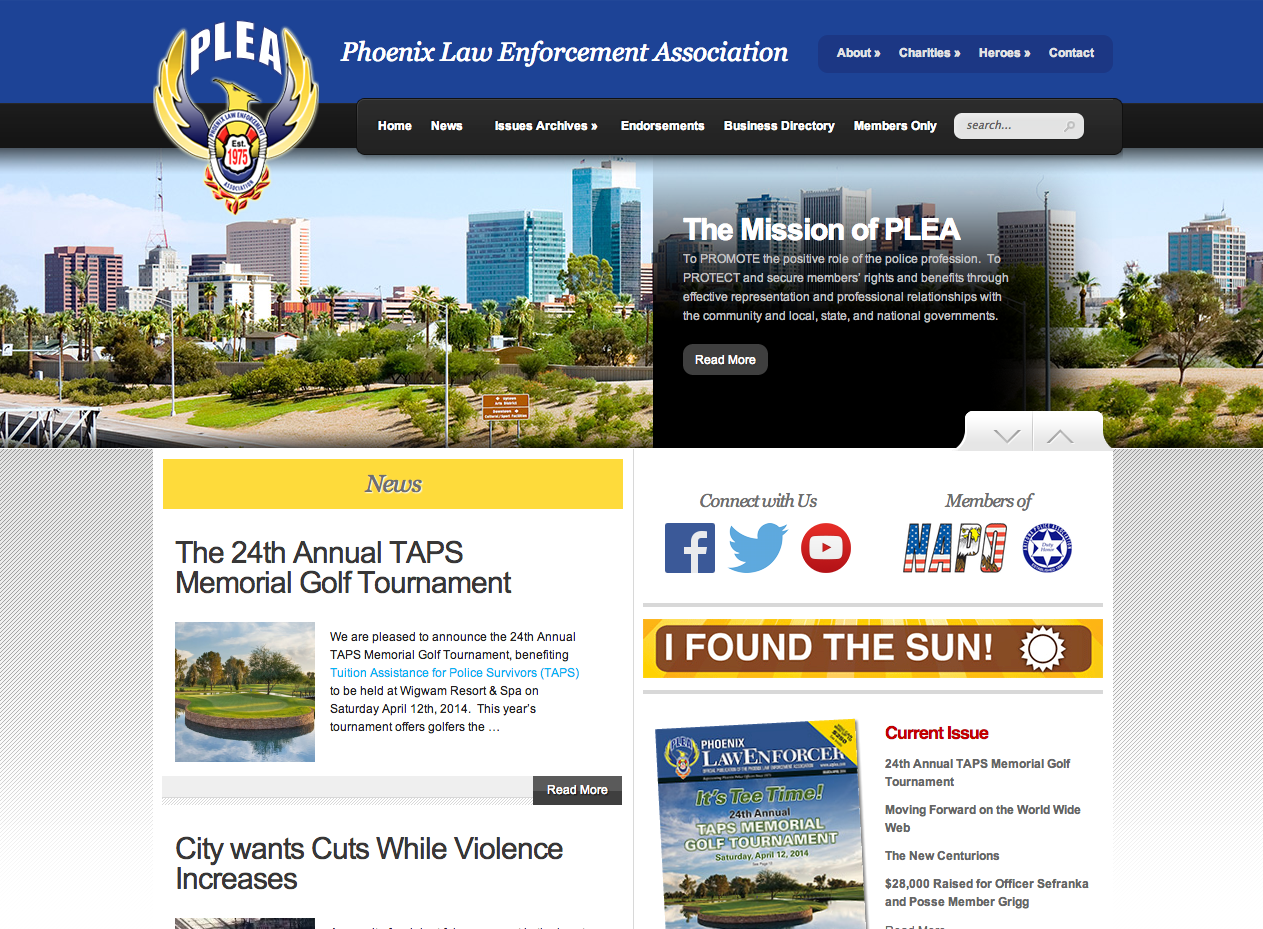 PLEA
PHOENIX LAW ENFORCEMENT
Est.
1975
ASSOCIATION
Phoenix Law Enforcement Association
About » Charities » Heroes » Contact
Home News Issues Archives » Endorsements Business Directory Members Only search...
The Mission of PLEA
To PROMOTE the positive role of the police profession. To
PROTECT and secure members' rights and benefits through
effective representation and professional relationships with
the community and local, state, and national governments.
Read More
News
The 24th Annual TAPS
Memorial Golf Tournament
We are pleased to announce the 24th Annual
TAPS Memorial Golf Tournament, benefiting
Tuition Assistance for Police Survivors (TAPS)
to be held at Wigwam Resort & Spa on
Saturday April 12th, 2014. This year's
tournament offers golfers the …
Read More
City wants Cuts While Violence
Increases
Connect with Us
Members of
NAPO
I FOUND THE SUN!
PLEA
PHOENIX
LAW ENFORCER
It's Tee Time!
24th Annual
TAPS MEMORIAL
GOLF TOURNAMENT
Saturday, April 12, 2014
Current Issue
24th Annual TAPS Memorial Golf
Tournament
Moving Forward on the World Wide
Web
The New Centurions
$28,000 Raised for Officer Sefranka
and Posse Member Grigg